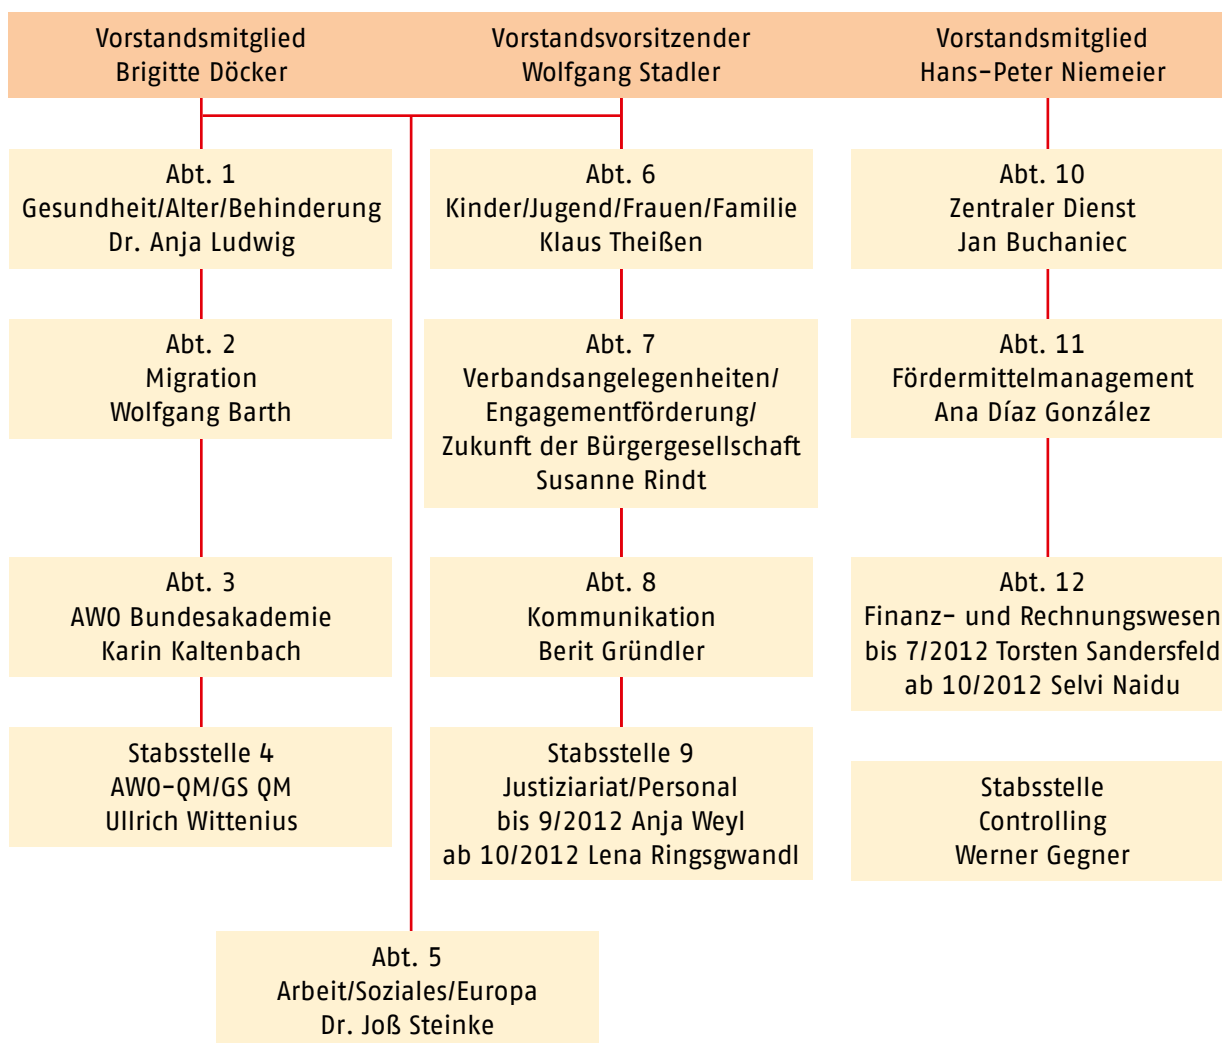 Vorstandsmitglied
Brigitte Döcker
Vorstandsvorsitzender
Wolfgang Stadler
Vorstandsmitglied
Hans-Peter Niemeier
Abt. 1
Gesundheit/Alter/Behinderung
Dr. Anja Ludwig
Abt. 2
Migration
Wolfgang Barth
Abt. 3
AWO Bundesakademie
Karin Kaltenbach
Stabsstelle 4
AWO-QM/GS QM
Ullrich Wittenius
Abt. 6
Kinder/Jugend/Frauen/Familie
Klaus Theißen
Abt. 7
Verbandsangelegenheiten/
Engagementförderung/
Zukunft der Bürgergesellschaft
Susanne Rindt
Abt. 8
Kommunikation
Berit Gründler
Stabsstelle 9
Justiziariat/Personal
bis 9/2012 Anja Weyl
ab 10/2012 Lena Ringsgwandl
Abt. 10
Zentraler Dienst
Jan Buchaniec
Abt. 11
Fördermittelmanagement
Ana Díaz González
Abt. 12
Finanz- und Rechnungswesen
bis 7/2012 Torsten Sandersfeld
ab 10/2012 Selvi Naidu
Stabsstelle
Controlling
Werner Gegner
Abt. 5
Arbeit/Soziales/Europa
Dr. Joß Steinke